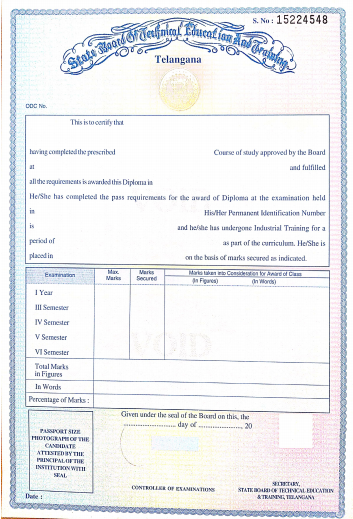 S. No : 15224548
State Board Of Technical Education And Training
Telangana
ODC No.
This is to certify that
having completed the prescribed Course of study approved by the Board
at and fulfilled
all the requirements is awarded this Diploma in
He/She has completed the pass requirements for the award of Diploma at the examination held
in His/Her Permanent Identification Number
is and he/she has undergone Industrial Training for a
period of as part of the curriculum. He/She is
placed in on the basis of marks secured as indicated.
Examination Max. Marks Marks Secured Marks taken into Consideration for Award of Class
(In Figures) (In Words)
I Year
III Semester
IV Semester
V Semester
VI Semester
VOID
Total Marks
in Figures
In Words
Percentage of Marks :
Given under the seal of the Board on this, the
day of , 20
PASSPORT SIZE
PHOTOGRAPH OF THE
CANDIDATE
ATTESTED BY THE
PRINCIPAL OF THE
INSTITUTION WITH
SEAL
Date :
CONTROLLER OF EXAMINATIONS
SECRETARY,
STATE BOARD OF TECHNICAL EDUCATION
& TRAINING, TELANGANA